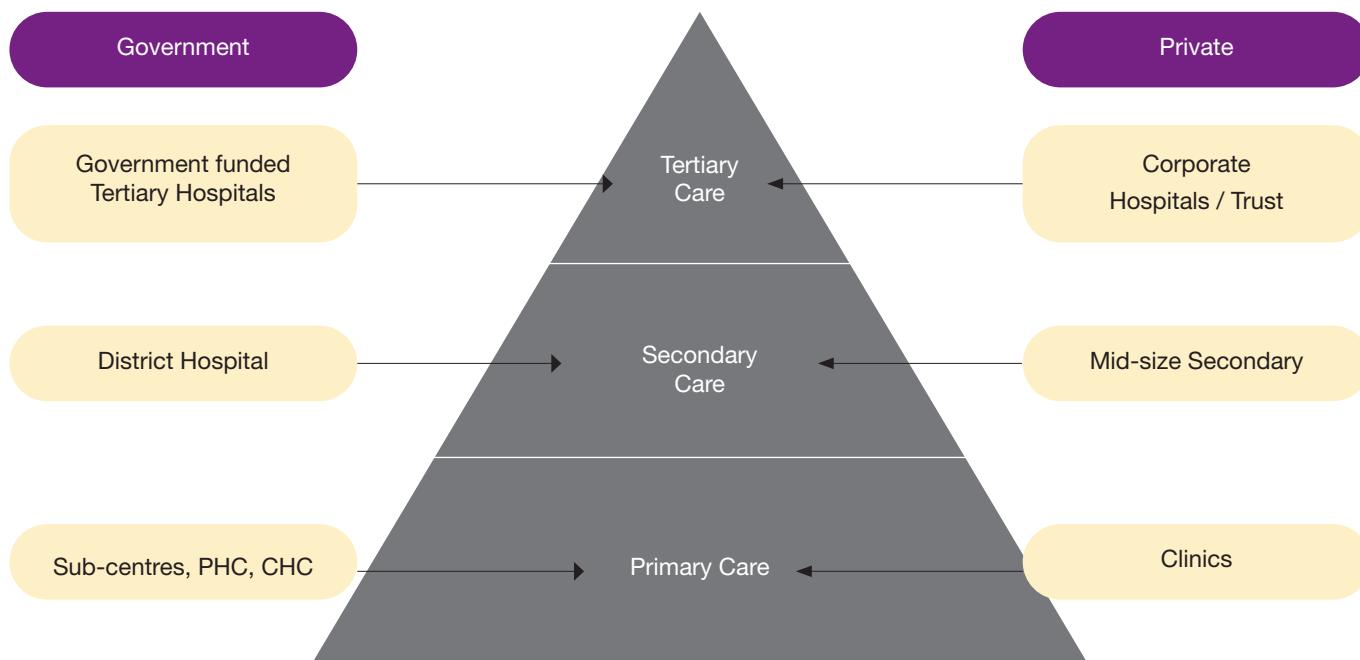 Government
Private
Government funded
Tertiary Hospitals
Tertiary
Care
Corporate
Hospitals / Trust
District Hospital
Secondary
Care
Mid-size Secondary
Sub-centres, PHC, CHC
Primary Care
Clinics